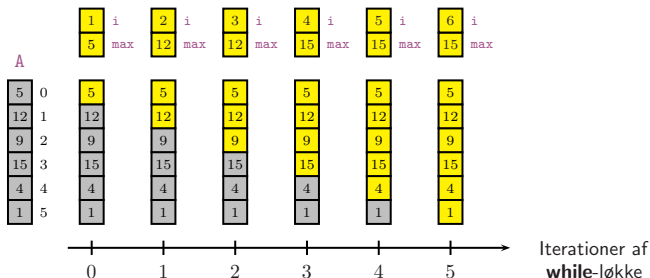 1 i 2 i 3 i 4 i 5 i 6 i
5 max 12 max 12 max 15 max 15 max 15 max
A
5 0 5 5 5 5 5 5
12 1 12 12 12 12 12 12
9 2 9 9 9 9 9 9
15 3 15 15 15 15 15 15
4 4 4 4 4 4 4 4
1 5 1 1 1 1 1 1
Iterationer af
0 1 2 3 4 5 while-løkke